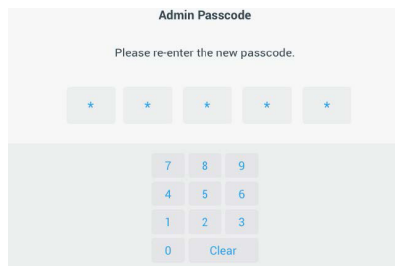 Admin Passcode
Please re-enter the new passcode.
* * * * *
7 8 9
4 5 6
1 2 3
0 Clear